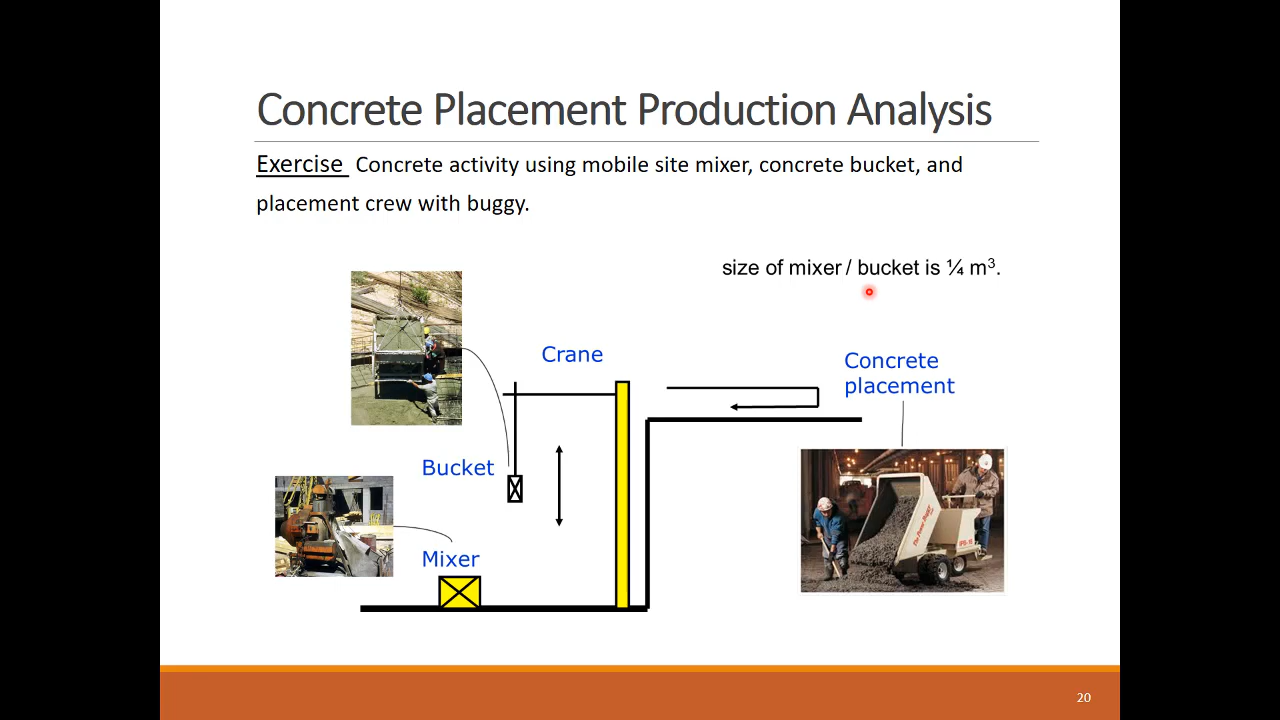 Concrete Placement Production Analysis
Exercise Concrete activity using mobile site mixer, concrete bucket, and
placement crew with buggy.
size of mixer / bucket is ¼ m³.
Crane
Concrete
placement
Bucket
Mixer
20